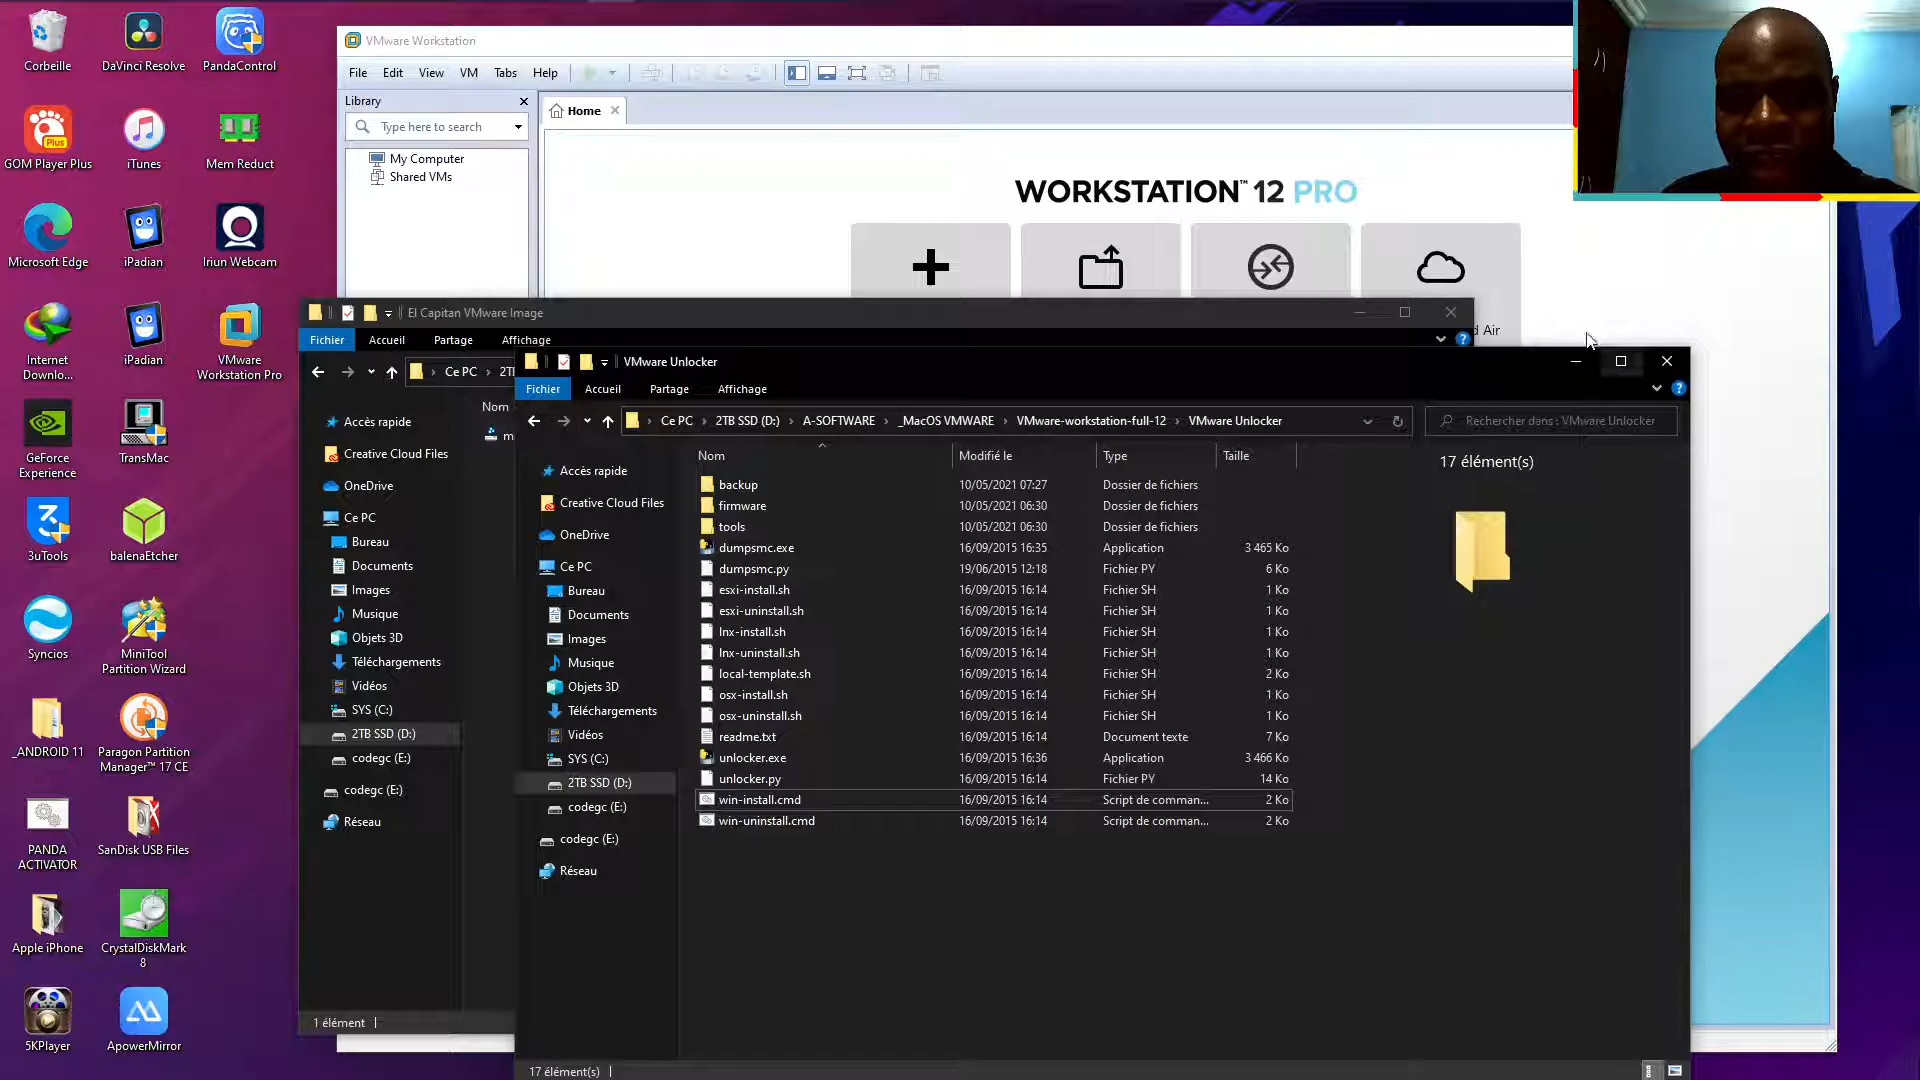 Corbeille
DaVinci Resolve
PandaControl
GOM Player Plus
iTunes
Mem Reduct
Microsoft Edge
iPadian
Iriun Webcam
Internet
Downlo...
iPadian
VMware
Workstation Pro
GeForce
Experience
TransMac
3uTools
balenaEtcher
Syncios
MiniTool
Partition Wizard
_ANDROID 11
Paragon Partition
Manager™ 17 CE
PANDA
ACTIVATOR
SanDisk USB Files
Apple iPhone
CrystalDiskMark
8
5KPlayer
ApowerMirror
VMware Workstation
File Edit View VM Tabs Help
Library
Type here to search
My Computer
Shared VMs
Home
WORKSTATION™ 12 PRO
d Air
El Capitan VMware Image
Fichier Accueil Partage Affichage
Ce PC > 2T
Nom
m
Accès rapide
Creative Cloud Files
OneDrive
Ce PC
Bureau
Documents
Images
Musique
Objets 3D
Téléchargements
Vidéos
SYS (C:)
2TB SSD (D:)
codegc (E:)
codegc (E:)
Réseau
1 élément
VMware Unlocker
Fichier Accueil Partage Affichage
Ce PC > 2TB SSD (D:) > A-SOFTWARE > _MacOS VMWARE > VMware-workstation-full-12 > VMware Unlocker
Rechercher dans : VMware Unlocker
Accès rapide
Creative Cloud Files
OneDrive
Ce PC
Bureau
Documents
Images
Musique
Objets 3D
Téléchargements
Vidéos
SYS (C:)
2TB SSD (D:)
codegc (E:)
codegc (E:)
Réseau
Nom Modifié le Type Taille
backup 10/05/2021 07:27 Dossier de fichiers
firmware 10/05/2021 06:30 Dossier de fichiers
tools 10/05/2021 06:30 Dossier de fichiers
dumpsmc.exe 16/09/2015 16:35 Application 3 465 Ko
dumpsmc.py 19/06/2015 12:18 Fichier PY 6 Ko
esxi-install.sh 16/09/2015 16:14 Fichier SH 1 Ko
esxi-uninstall.sh 16/09/2015 16:14 Fichier SH 1 Ko
lnx-install.sh 16/09/2015 16:14 Fichier SH 1 Ko
lnx-uninstall.sh 16/09/2015 16:14 Fichier SH 1 Ko
local-template.sh 16/09/2015 16:14 Fichier SH 2 Ko
osx-install.sh 16/09/2015 16:14 Fichier SH 1 Ko
osx-uninstall.sh 16/09/2015 16:14 Fichier SH 1 Ko
readme.txt 16/09/2015 16:14 Document texte 7 Ko
unlocker.exe 16/09/2015 16:36 Application 3 466 Ko
unlocker.py 16/09/2015 16:14 Fichier PY 14 Ko
win-install.cmd 16/09/2015 16:14 Script de comman... 2 Ko
win-uninstall.cmd 16/09/2015 16:14 Script de comman... 2 Ko
17 élément(s)
17 élément(s)